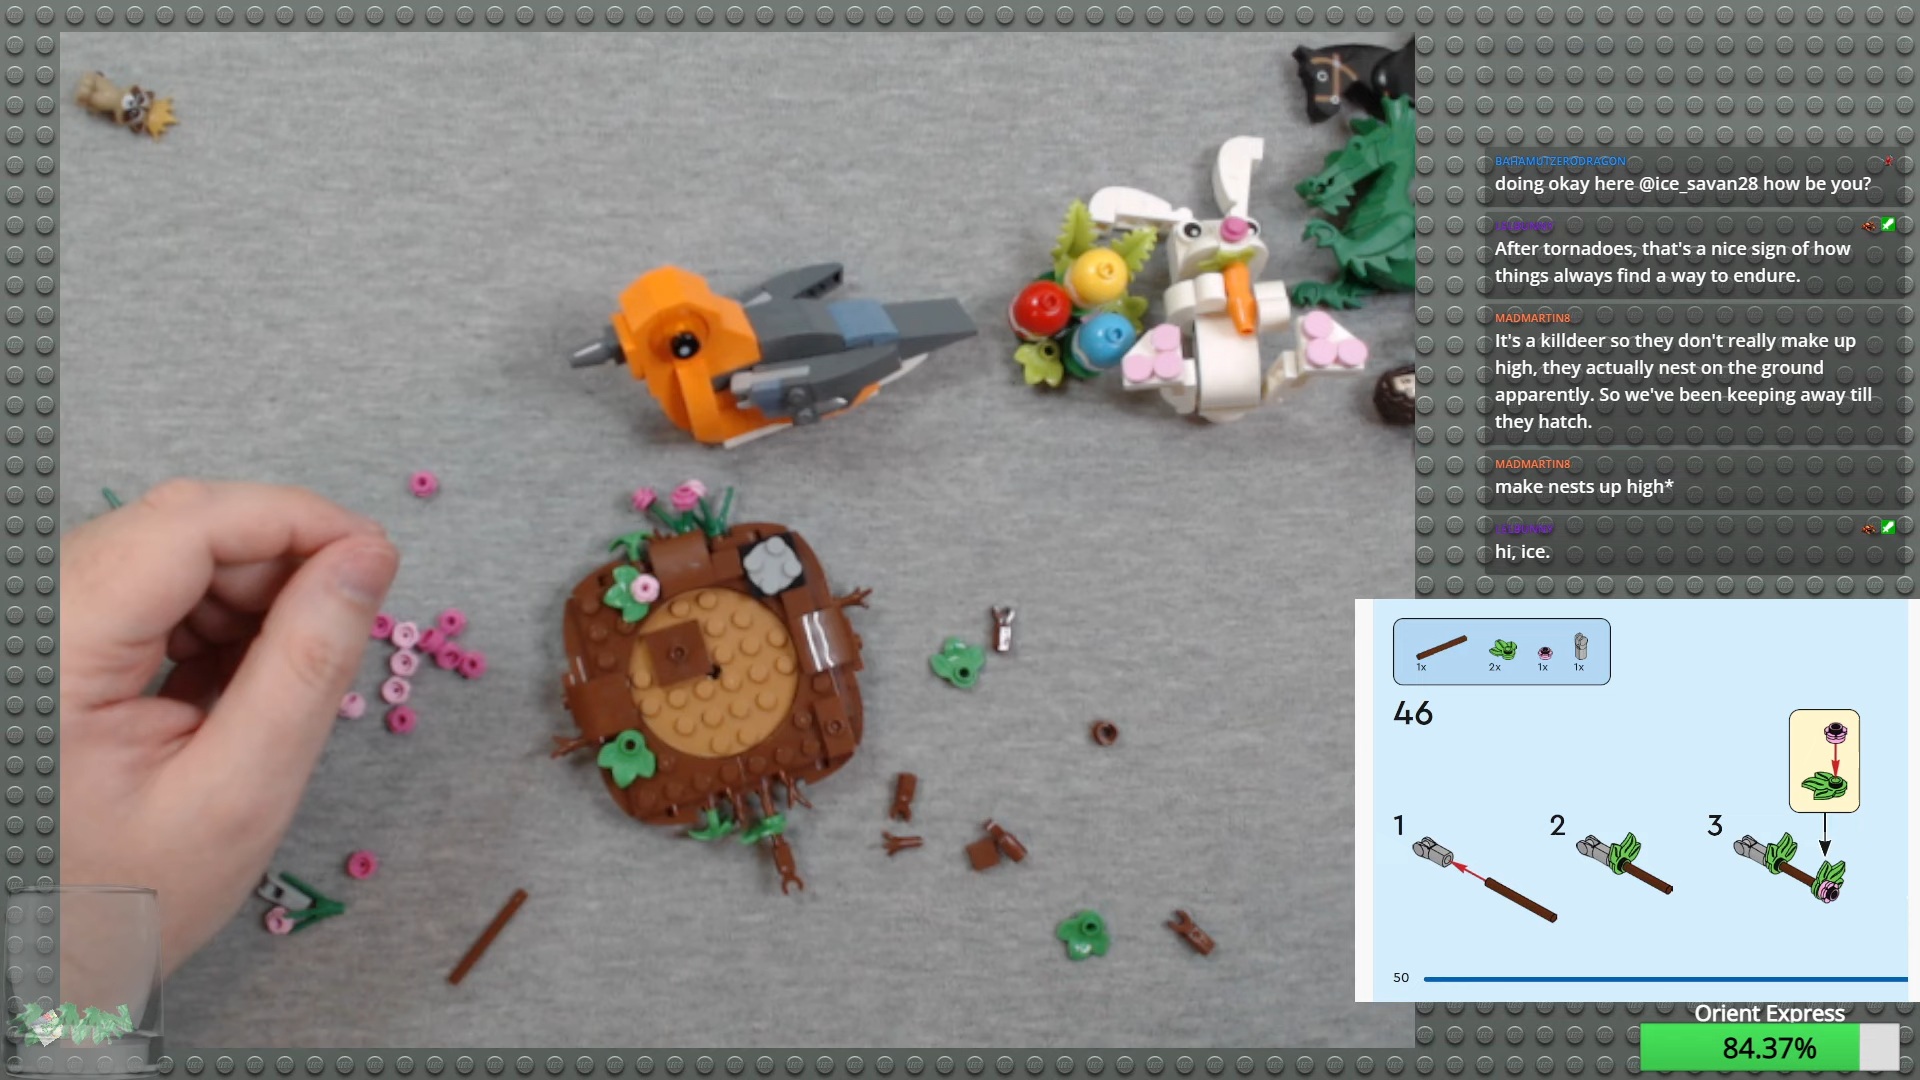 BAHAMUTZERODRAGON
doing okay here @ice_savan28 how be you?
After tornadoes, that's a nice sign of how
things always find a way to endure.
MADMARTIN8
It's a killdeer so they don't really make up
high, they actually nest on the ground
apparently. So we've been keeping away till
they hatch.
MADMARTIN8
make nests up high*
hi, ice.
1x
2x
1x
1x
46
1
2
3
50
Orient Express
84.37%